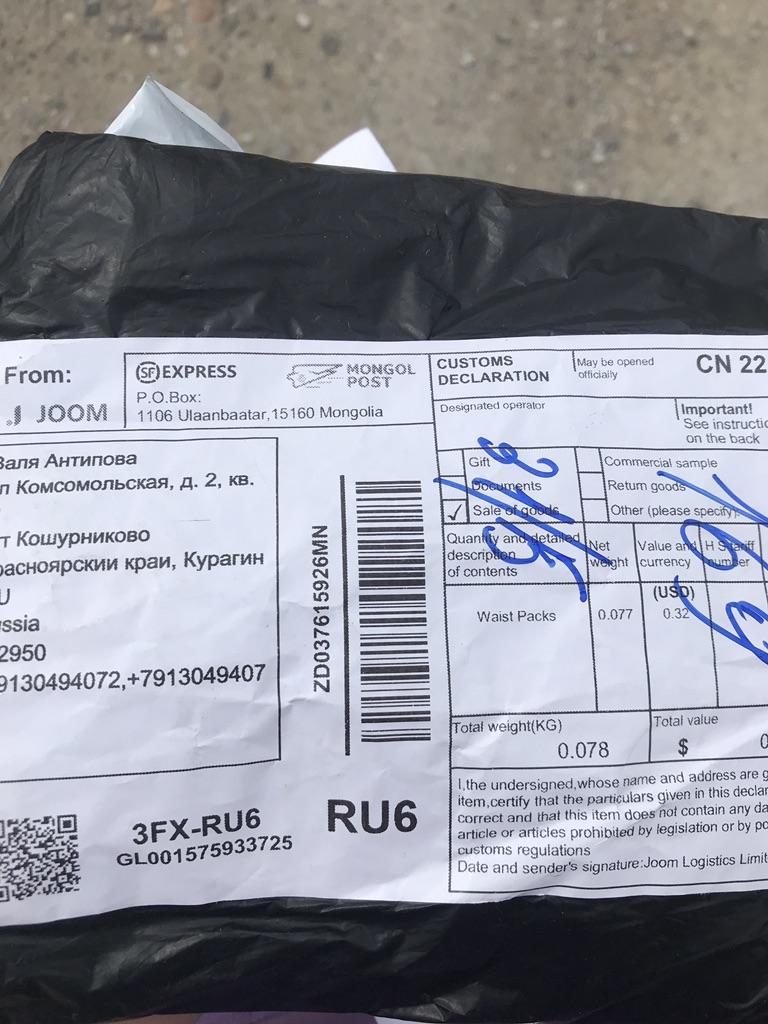 From:
JOOM
SF EXPRESS
MONGOL POST
P.O.Box:
1106 Ulaanbaatar,15160 Mongolia
Валя Антипова
Комсомольская, д. 2, кв.
Кошурниково
расноярский краи, Курагин
U
ssia
2950
9130494072,+7913049407
ZD037615926MN
3FX-RU6
GL001575933725
RU6
CUSTOMS
DECLARATION
May be opened
officially
CN 22
Designated operator
Important!
See instructio
on the back
Gift
Commercial sample
Documents
Return goods
✓ Sale of goods
Other (please specify):
Quantity and detailed
description
of contents
Net
weight
Value and
currency
H S tariff
number
(USD)
Waist Packs
0.077
0.32
Total weight(KG)
0.078
Total value
$ 0
I,the undersigned,whose name and address are g
item,certify that the particulars given in this declar
correct and that this item does not contain any da
article or articles prohibited by legislation or by po
customs regulations
Date and sender's signature:Joom Logistics Limit